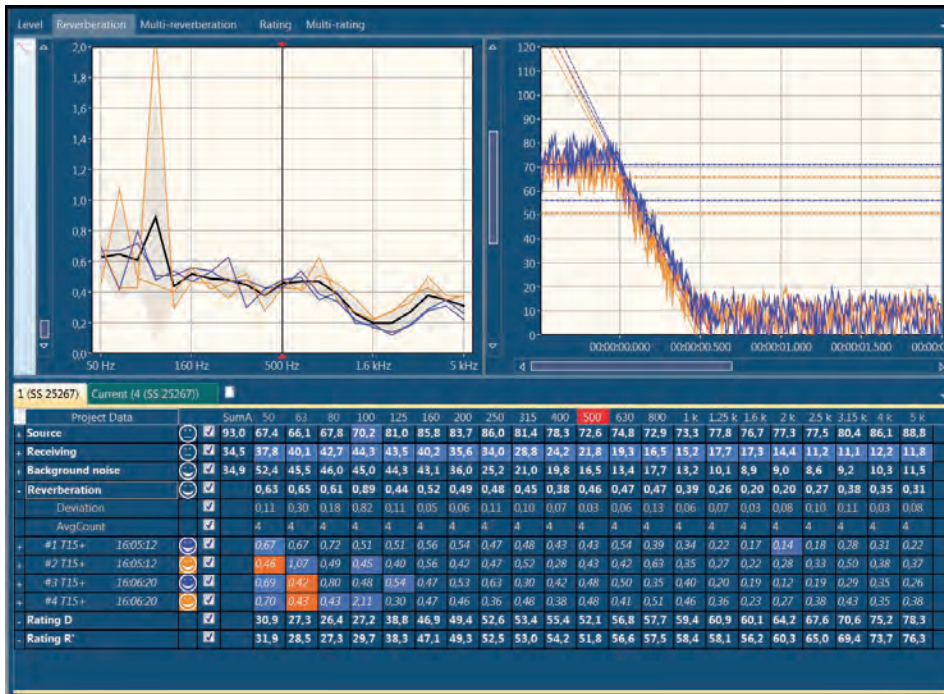 Level Reverberation Multi-reverberation Rating Multi-rating
2,0
1,8
1,6
1,4
1,2
1,0
0,8
0,6
0,4
0,2
0,0
50 Hz 160 Hz 500 Hz 1.6 kHz 5 kHz
120
110
100
90
80
70
60
50
40
30
20
10
0
00:00:00.000 00:00:00.500 00:00:01.000 00:00:01.500
1 (SS 25267) Current (4 (SS 25267))
Project Data SumA 50 63 80 100 125 160 200 250 315 400 500 630 800 1 k 1.25 k 1.6 k 2 k 2.5 k 3.15 k 4 k 5 k
+ Source 93,0 67,4 66,1 67,8 70,2 81,0 85,8 83,7 86,0 81,4 78,3 72,6 74,8 72,9 73,3 77,8 76,7 77,3 77,5 80,4 86,1 88,8
+ Receiving 34,5 37,8 40,1 42,7 44,3 43,5 40,2 35,6 34,0 28,8 24,2 21,8 19,3 16,5 15,2 17,7 17,3 14,4 11,2 11,1 12,2 11,8
+ Background noise 34,9 52,4 45,5 46,0 45,0 44,3 43,1 36,0 25,2 21,0 19,8 16,5 13,4 17,7 13,2 10,1 8,9 9,0 8,6 9,2 10,3 11,5
- Reverberation 0,63 0,65 0,61 0,89 0,44 0,52 0,49 0,48 0,45 0,38 0,46 0,47 0,47 0,39 0,26 0,20 0,20 0,27 0,38 0,35 0,31
Deviation 0,11 0,30 0,18 0,82 0,11 0,05 0,06 0,11 0,10 0,07 0,03 0,06 0,13 0,06 0,07 0,03 0,08 0,10 0,11 0,03 0,08
AvgCount 4 4 4 4 4 4 4 4 4 4 4 4 4 4 4 4 4 4 4 4 4
+ #1 T15+ 16:05:12 0,67 0,67 0,72 0,51 0,51 0,56 0,54 0,47 0,48 0,43 0,43 0,54 0,39 0,34 0,22 0,17 0,14 0,18 0,28 0,31 0,22
+ #2 T15+ 16:05:12 0,46 1,07 0,49 0,45 0,40 0,56 0,42 0,47 0,52 0,28 0,43 0,42 0,63 0,35 0,27 0,22 0,28 0,33 0,50 0,38 0,37
+ #3 T15+ 16:06:20 0,69 0,42 0,80 0,48 0,54 0,47 0,53 0,63 0,30 0,42 0,48 0,50 0,35 0,40 0,20 0,19 0,12 0,19 0,29 0,35 0,26
+ #4 T15+ 16:06:20 0,70 0,43 0,43 2,11 0,30 0,47 0,46 0,36 0,48 0,38 0,48 0,41 0,51 0,46 0,36 0,23 0,27 0,38 0,43 0,35 0,38
- Rating D 30,9 27,3 26,4 27,2 38,8 46,9 49,4 52,6 53,4 55,4 52,1 56,8 57,7 59,4 60,9 60,1 64,2 67,6 70,6 75,2 78,3
- Rating R' 31,9 28,5 27,3 29,7 38,3 47,1 49,3 52,5 53,0 54,2 51,8 56,6 57,5 58,4 58,1 56,2 60,3 65,0 69,4 73,7 76,3